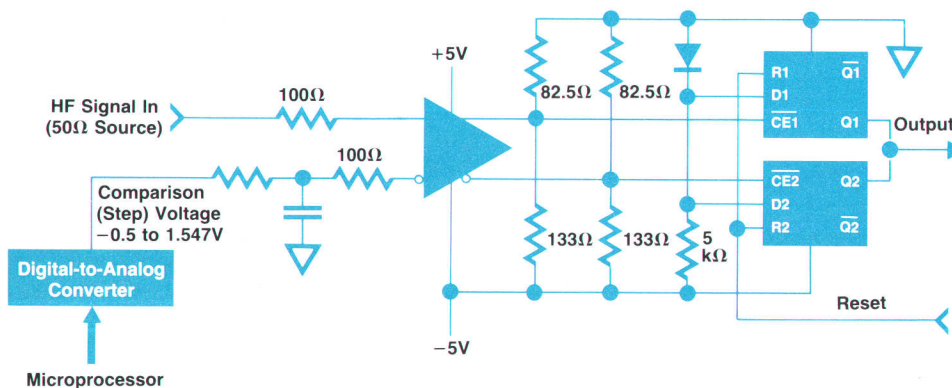 +5V
HF Signal In
(50Ω Source)
100Ω
82.5Ω
82.5Ω
R1
Q1
D1
CE1
Q1
Output
100Ω
Comparison
(Step) Voltage
−0.5 to 1.547V
CE2
Q2
D2
R2
Q2
133Ω
133Ω
5
kΩ
Digital-to-Analog
Converter
Reset
−5V
Microprocessor